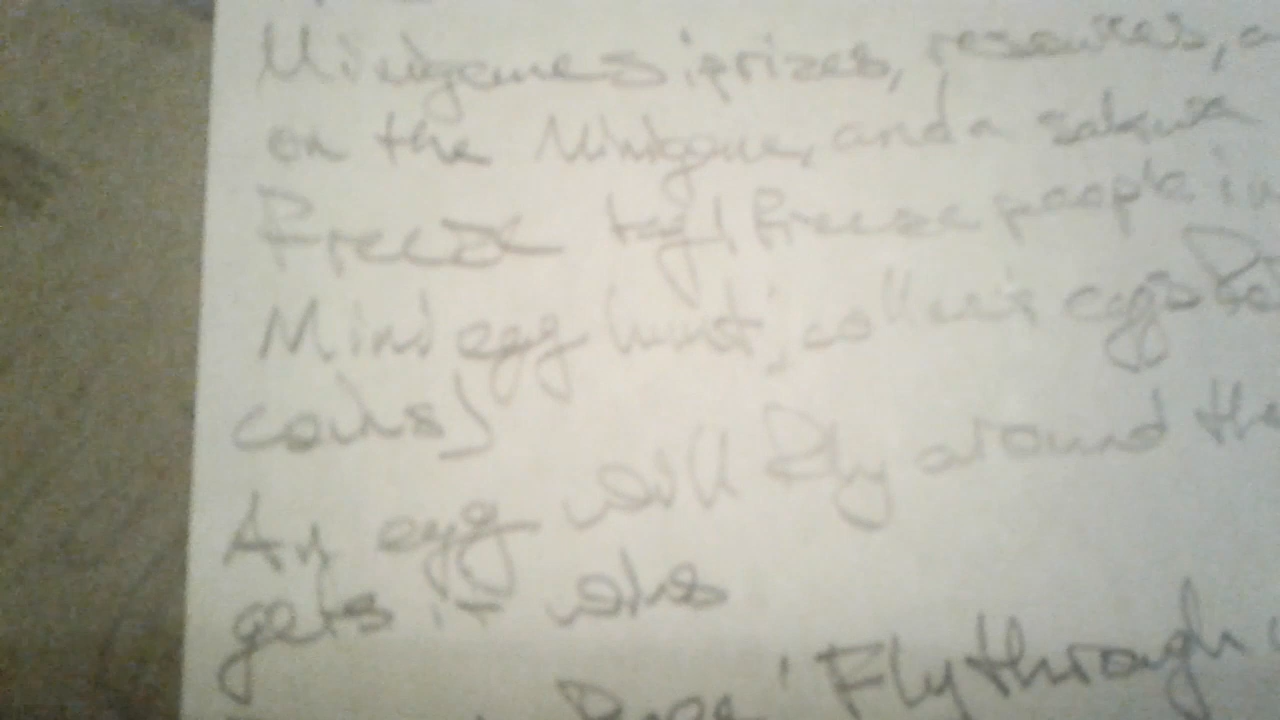 Minigames: prizes, resources, a
on the Minigame, and a
Freeze tag! Freeze people in
Mini egg hunt; collect eggs
coins)
An egg will fly around the
gets it wins
Race! Flythrough